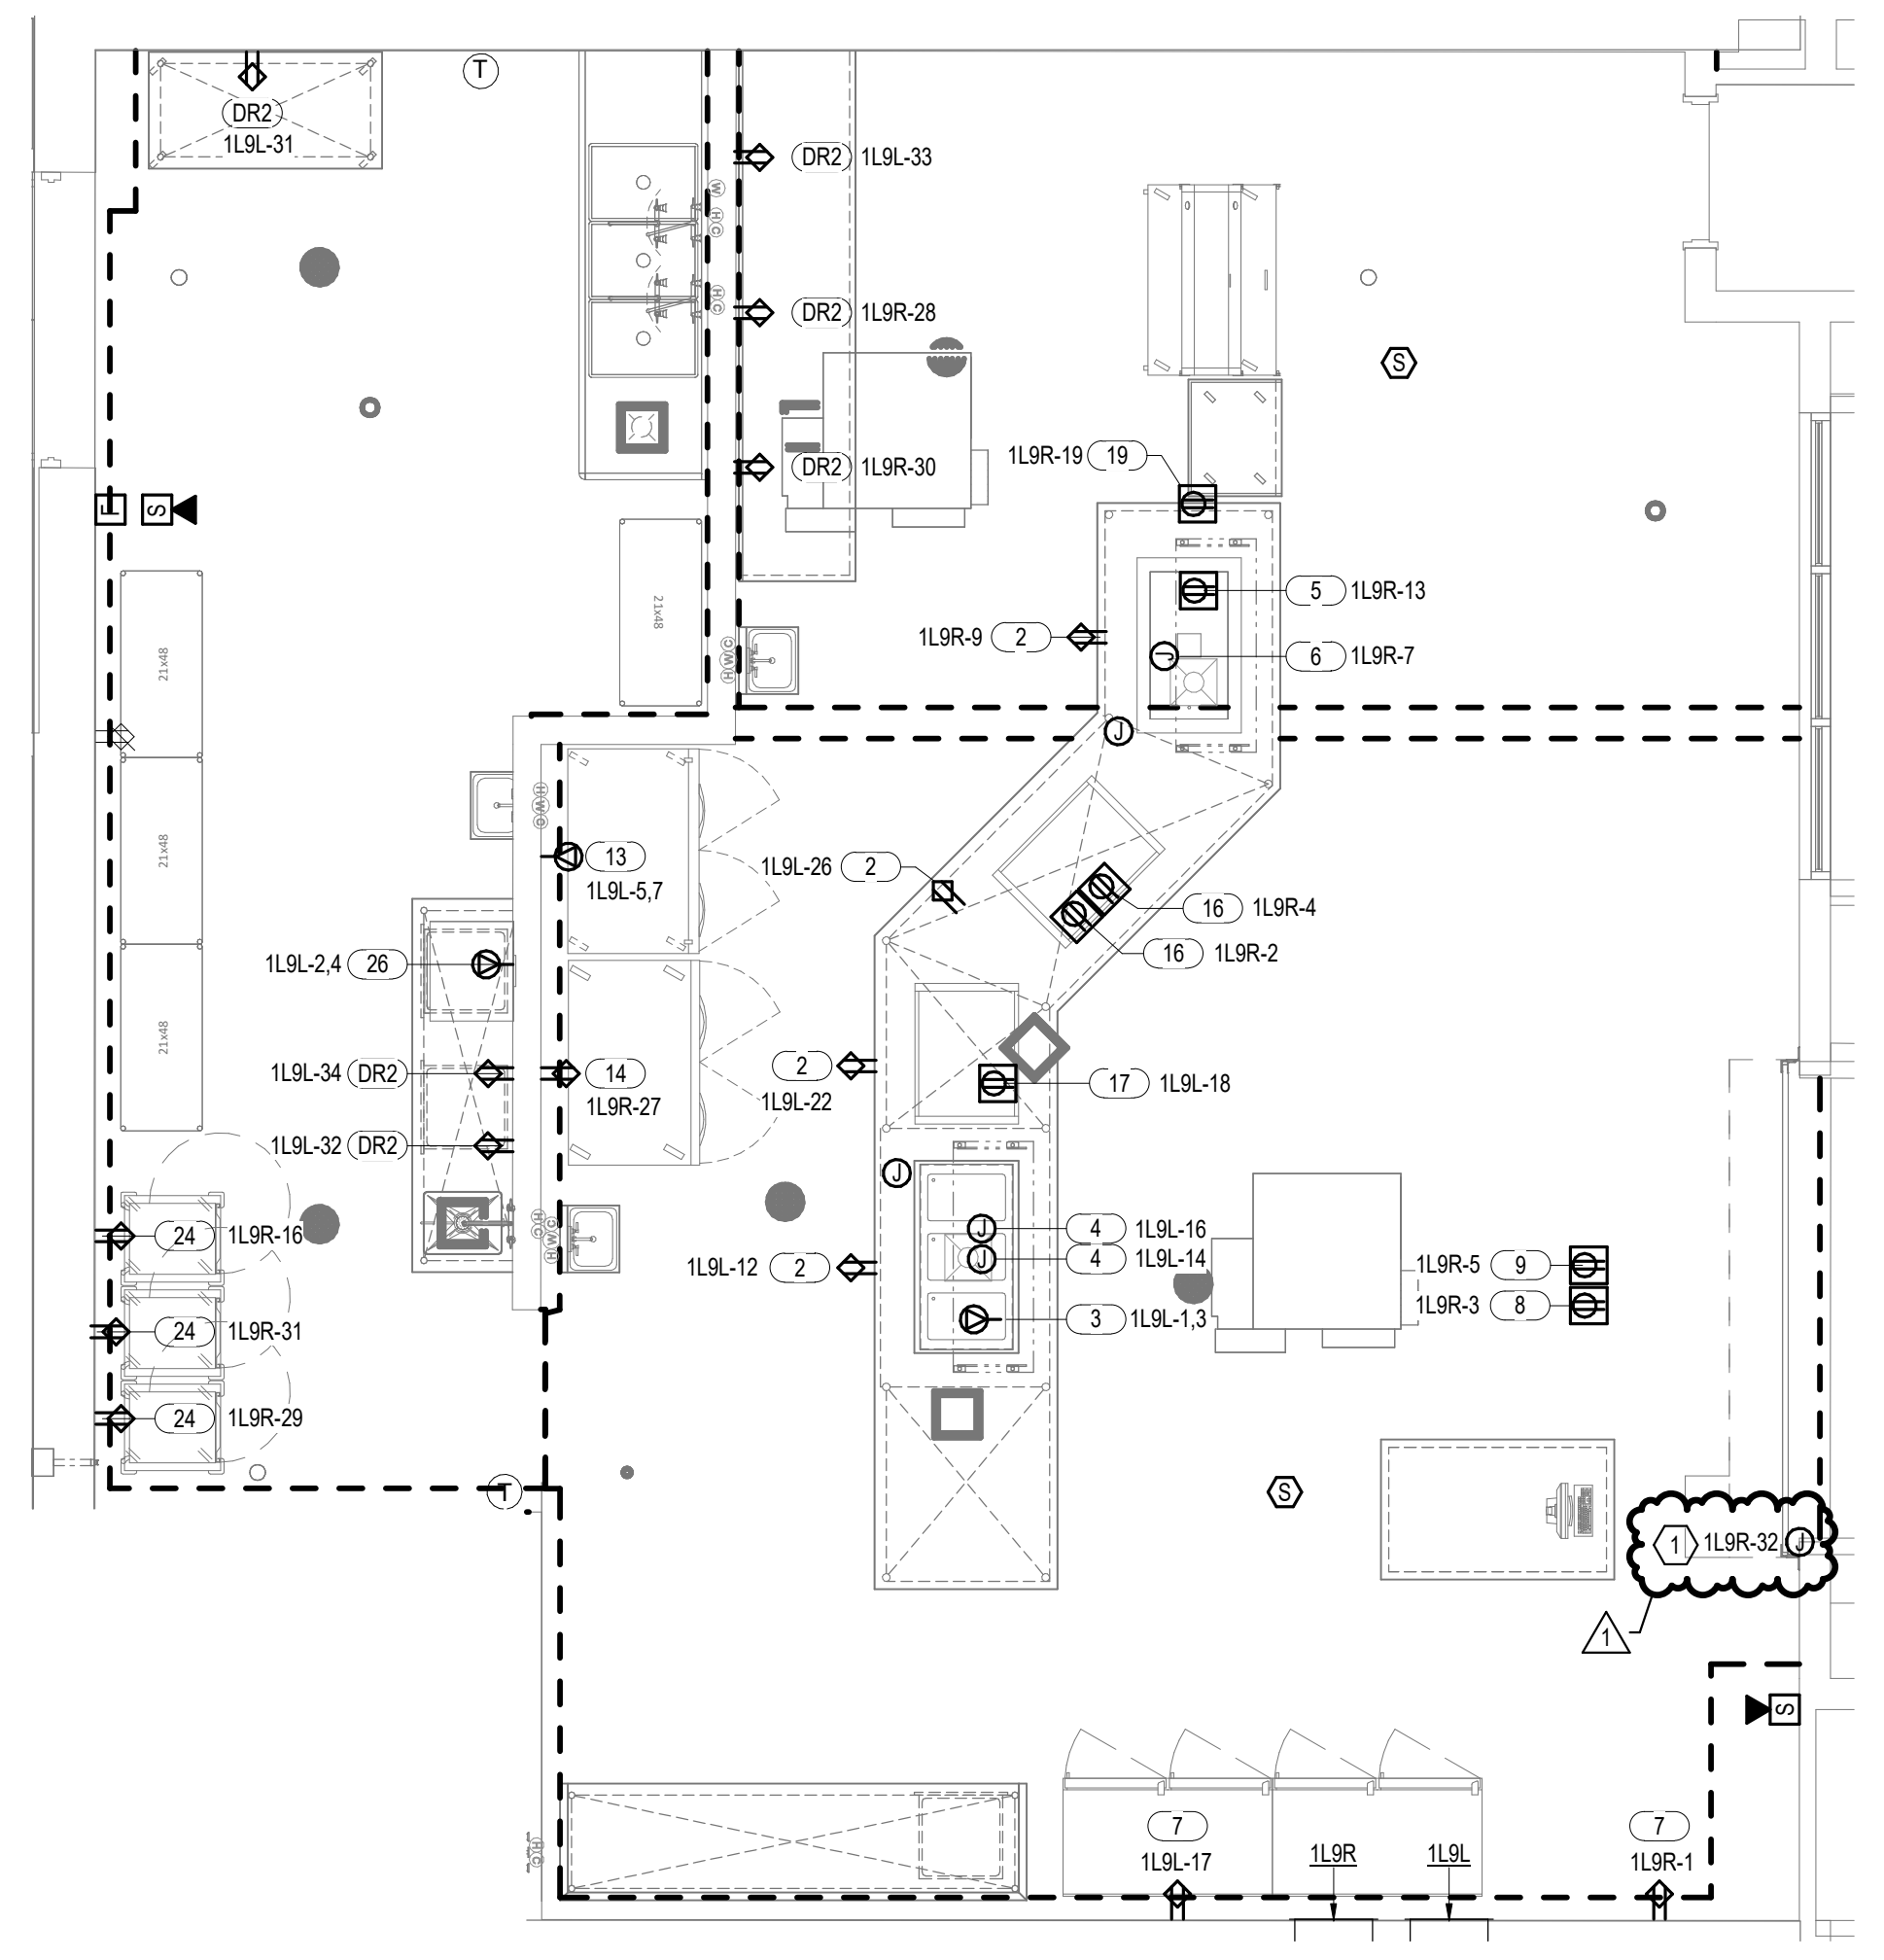 T
DR2
1L9L-31
DR2 1L9L-33
W
H
C
H
C
DR2 1L9R-28
S
1L9R-19 19
DR2 1L9R-30
F
S
21x48
5 1L9R-13
1L9R-9 2
6 1L9R-7
21x48
C
W
H
J
J
H
W
C
21x48
13
1L9L-5,7
1L9L-26 2
16 1L9R-4
1L9L-2,4 26
16 1L9R-2
21x48
1L9L-34 DR2
14
1L9R-27
2
1L9L-22
17 1L9L-18
1L9L-32 DR2
J
24 1L9R-16
H
C
C
W
H
J
4 1L9L-16
J
4 1L9L-14
1L9L-12 2
1L9R-5 9
1L9R-3 8
3 1L9L-1,3
24 1L9R-31
24 1L9R-29
T
S
1 1L9R-32 J
1
S
7
1L9L-17
1L9R
1L9L
7
1L9R-1
H
C